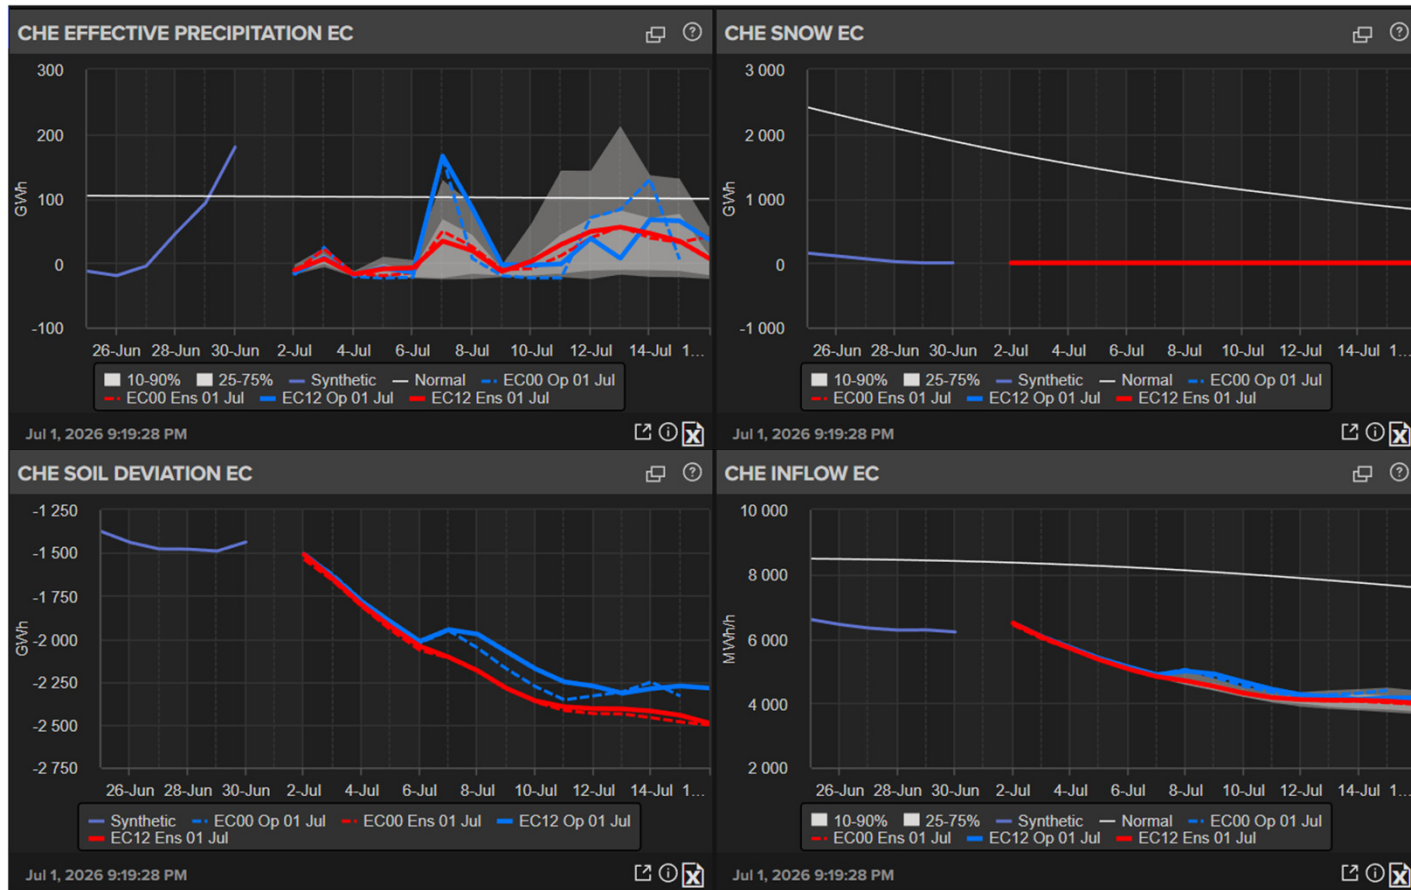 CHE EFFECTIVE PRECIPITATION EC
300
200
100
0
-100
GWh
26-Jun 28-Jun 30-Jun 2-Jul 4-Jul 6-Jul 8-Jul 10-Jul 12-Jul 14-Jul 1...
10-90% 25-75% Synthetic Normal EC00 Op 01 Jul
EC00 Ens 01 Jul EC12 Op 01 Jul EC12 Ens 01 Jul
Jul 1, 2026 9:19:28 PM
CHE SNOW EC
3 000
2 000
1 000
0
-1 000
GWh
26-Jun 28-Jun 30-Jun 2-Jul 4-Jul 6-Jul 8-Jul 10-Jul 12-Jul 14-Jul 1...
10-90% 25-75% Synthetic Normal EC00 Op 01 Jul
EC00 Ens 01 Jul EC12 Op 01 Jul EC12 Ens 01 Jul
Jul 1, 2026 9:19:28 PM
CHE SOIL DEVIATION EC
-1 250
-1 500
-1 750
-2 000
-2 250
-2 500
-2 750
GWh
26-Jun 28-Jun 30-Jun 2-Jul 4-Jul 6-Jul 8-Jul 10-Jul 12-Jul 14-Jul 1...
Synthetic EC00 Op 01 Jul EC00 Ens 01 Jul EC12 Op 01 Jul
EC12 Ens 01 Jul
Jul 1, 2026 9:19:28 PM
CHE INFLOW EC
10 000
8 000
6 000
4 000
2 000
MWh/h
26-Jun 28-Jun 30-Jun 2-Jul 4-Jul 6-Jul 8-Jul 10-Jul 12-Jul 14-Jul 1...
10-90% 25-75% Synthetic Normal EC00 Op 01 Jul
EC00 Ens 01 Jul EC12 Op 01 Jul EC12 Ens 01 Jul
Jul 1, 2026 9:19:28 PM